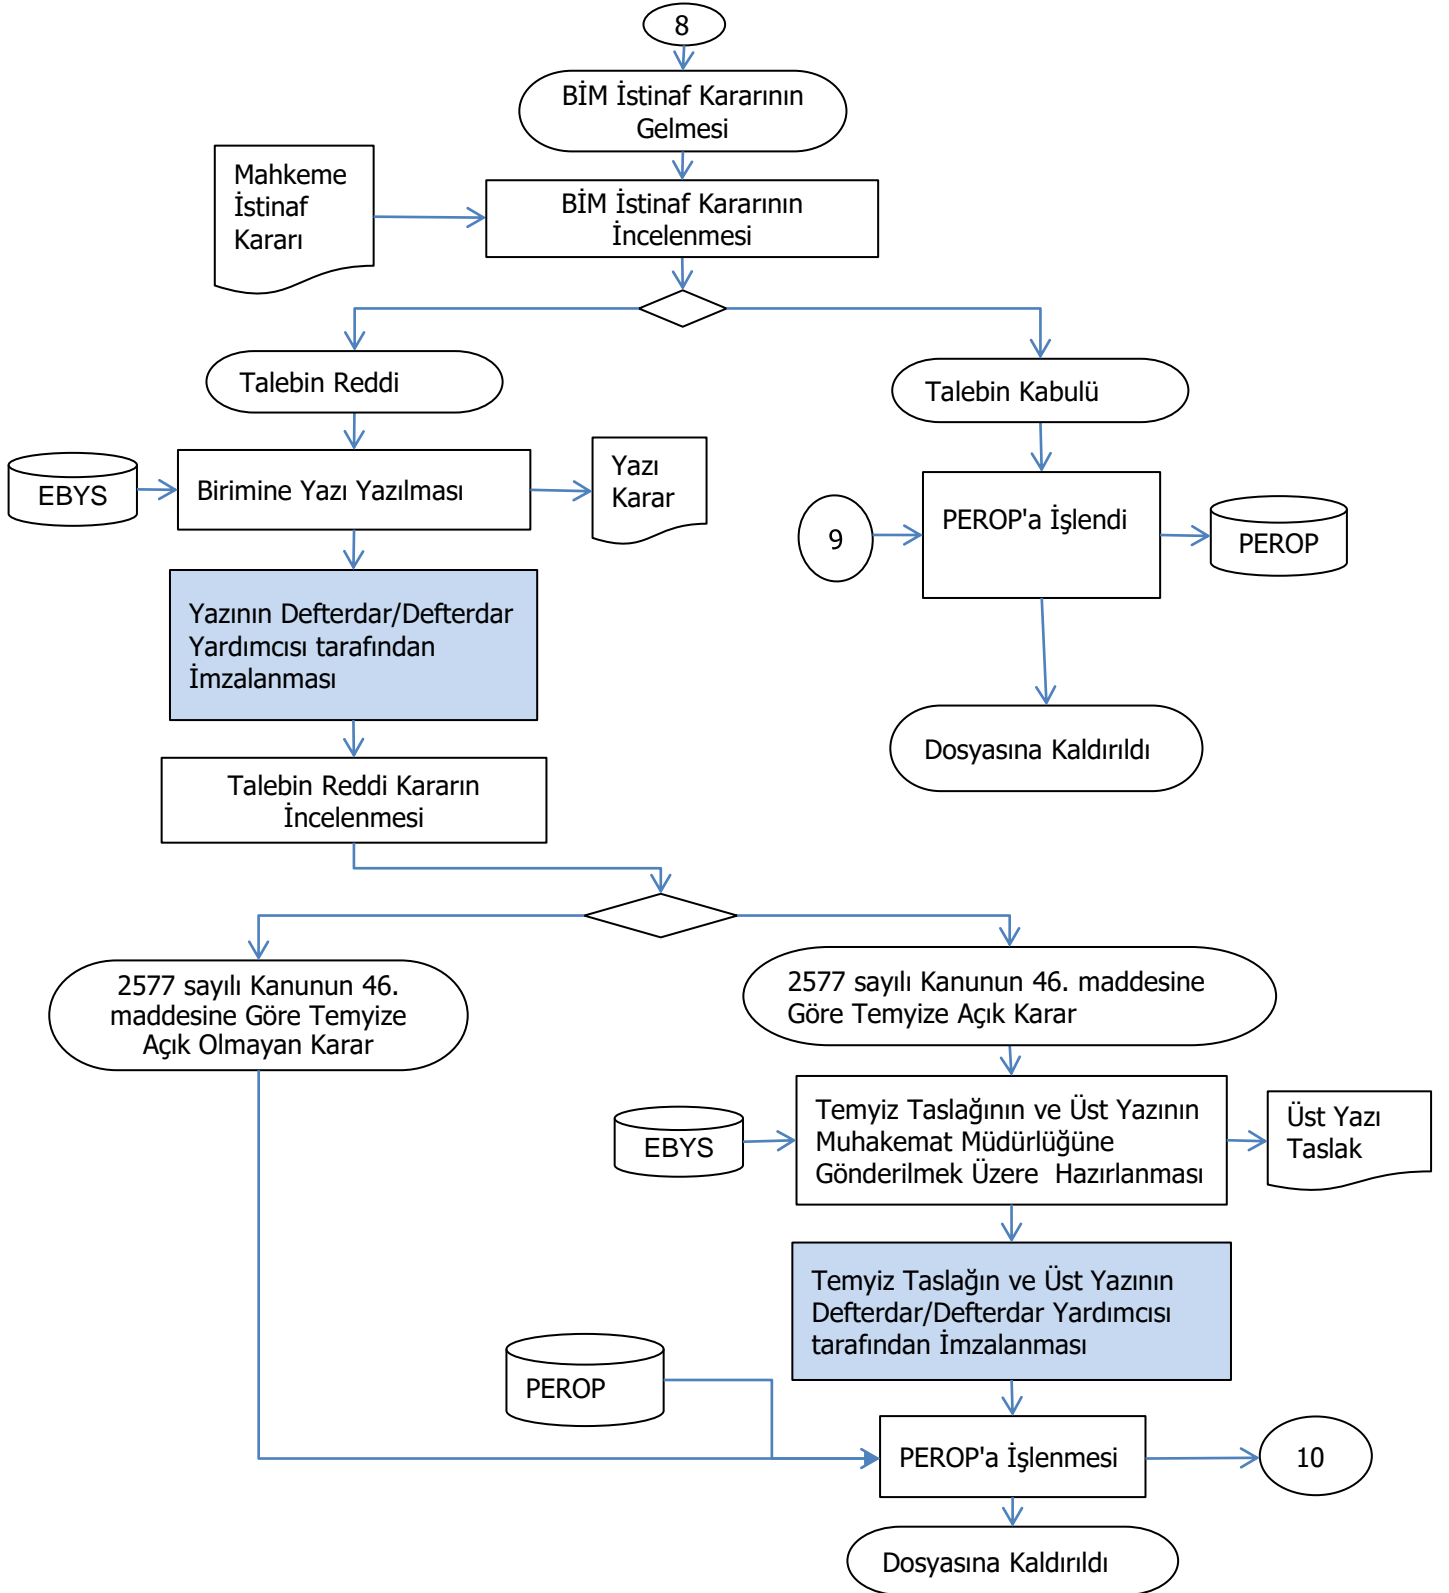 8
BİM İstinaf Kararının
Gelmesi
Mahkeme
İstinaf
Kararı
BİM İstinaf Kararının
İncelenmesi
Talebin Reddi
Talebin Kabulü
EBYS
Birimine Yazı Yazılması
Yazı
Karar
9
PEROP'a İşlendi
PEROP
Yazının Defterdar/Defterdar
Yardımcısı tarafından
İmzalanması
Dosyasına Kaldırıldı
Talebin Reddi Kararın
İncelenmesi
2577 sayılı Kanunun 46.
maddesine Göre Temyize
Açık Olmayan Karar
2577 sayılı Kanunun 46. maddesine
Göre Temyize Açık Karar
EBYS
Temyiz Taslağının ve Üst Yazının
Muhakemat Müdürlüğüne
Gönderilmek Üzere  Hazırlanması
Üst Yazı
Taslak
Temyiz Taslağın ve Üst Yazının
Defterdar/Defterdar Yardımcısı
tarafından İmzalanması
PEROP
PEROP'a İşlenmesi
10
Dosyasına Kaldırıldı